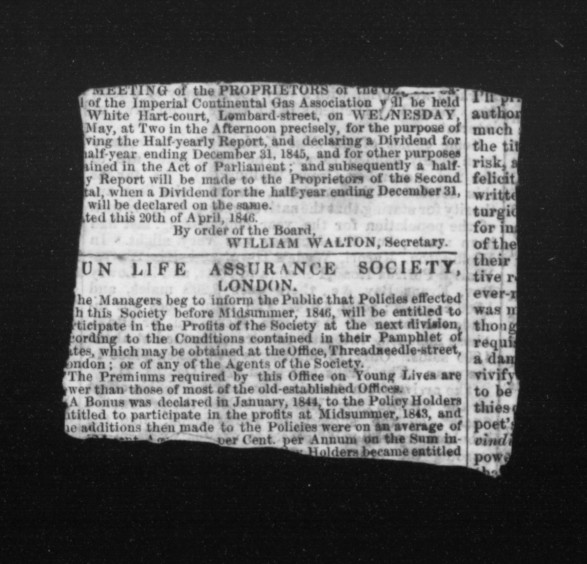 MEETING of the PROPRIETORS of the
of the Imperial Continental Gas Association will be held
White Hart-court, Lombard-street, on WEDNESDAY,
May, at Two in the Afternoon precisely, for the purpose of
ving the Half-yearly Report, and declaring a Dividend for
half-year ending December 31, 1845, and for other purposes
ained in the Act of Parliament; and subsequently a half-
y Report will be made to the Proprietors of the Second
tal, when a Dividend for the half-year ending December 31,
will be declared on the same.
ted this 20th of April, 1846.
By order of the Board,
WILLIAM WALTON, Secretary.
UN LIFE ASSURANCE SOCIETY,
LONDON.
he Managers beg to inform the Public that Policies effected
h this Society before Midsummer, 1846, will be entitled to
rticipate in the Profits of the Society at the next division,
cording to the Conditions contained in their Pamphlet of
tes, which may be obtained at the Office, Threadneedle-street,
ondon; or of any of the Agents of the Society.
The Premiums required by this Office on Young Lives are
wer than those of most of the old-established Offices.
A Bonus was declared in January, 1844, to the Policy Holders
ntitled to participate in the profits at Midsummer, 1843, and
he additions then made to the Policies were on an average of
per Cent. per Annum on the Sum in-
Holders became entitled
author
much
the ti
risk, a
felicit
writte
turgid
for in
of the
their
tive r
ever-
was n
thoug
requi
a dan
vivify
to be
thies
poet's
vind
powe